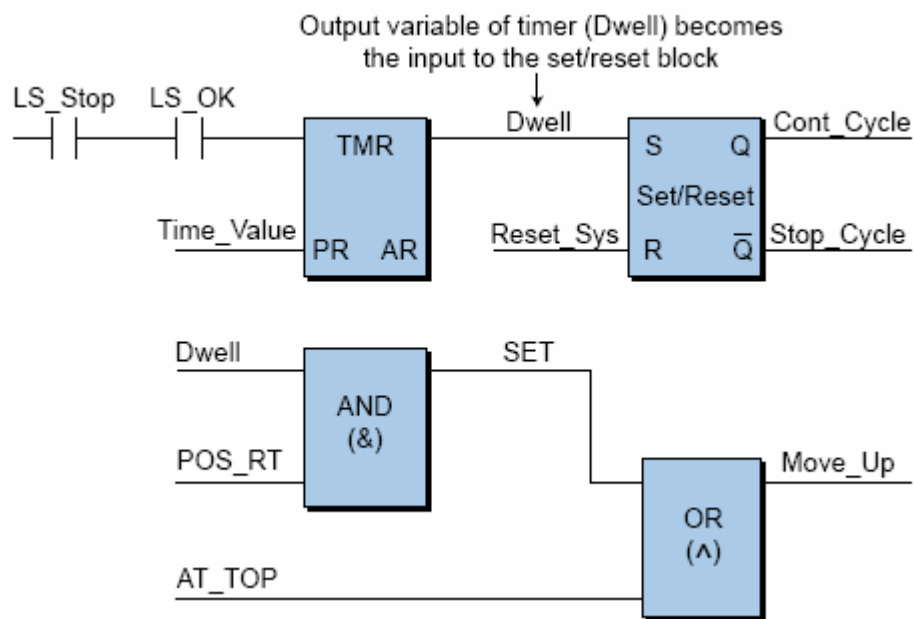 Output variable of timer (Dwell) becomes
the input to the set/reset block
LS_Stop LS_OK
Dwell
Cont_Cycle
TMR
S Q
Set/Reset
Time_Value
PR AR
Reset_Sys
R Q̅
Stop_Cycle
Dwell
SET
AND
(&)
POS_RT
Move_Up
OR
(∧)
AT_TOP